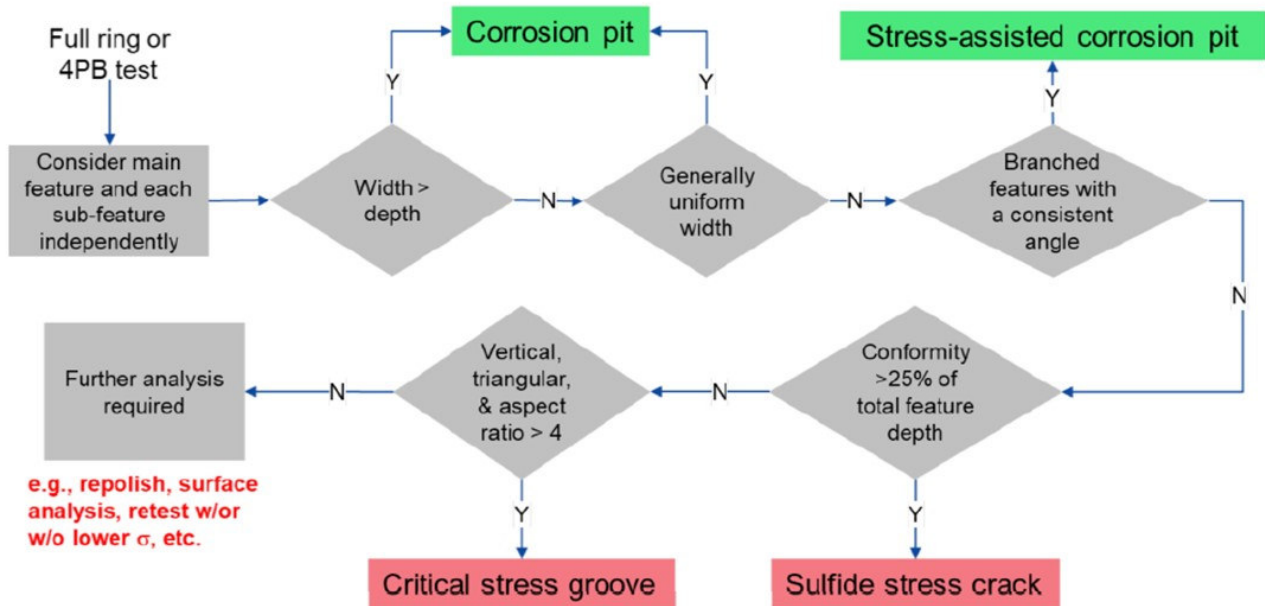 Full ring or
4PB test
Consider main
feature and each
sub-feature
independently
Width >
depth
Y
Corrosion pit
N
Generally
uniform
width
Y
N
Branched
features with
a consistent
angle
Y
Stress-assisted corrosion pit
N
Conformity
>25% of
total feature
depth
Y
Sulfide stress crack
N
Vertical,
triangular,
& aspect
ratio > 4
Y
Critical stress groove
N
Further analysis
required
e.g., repolish, surface
analysis, retest w/or
w/o lower σ, etc.